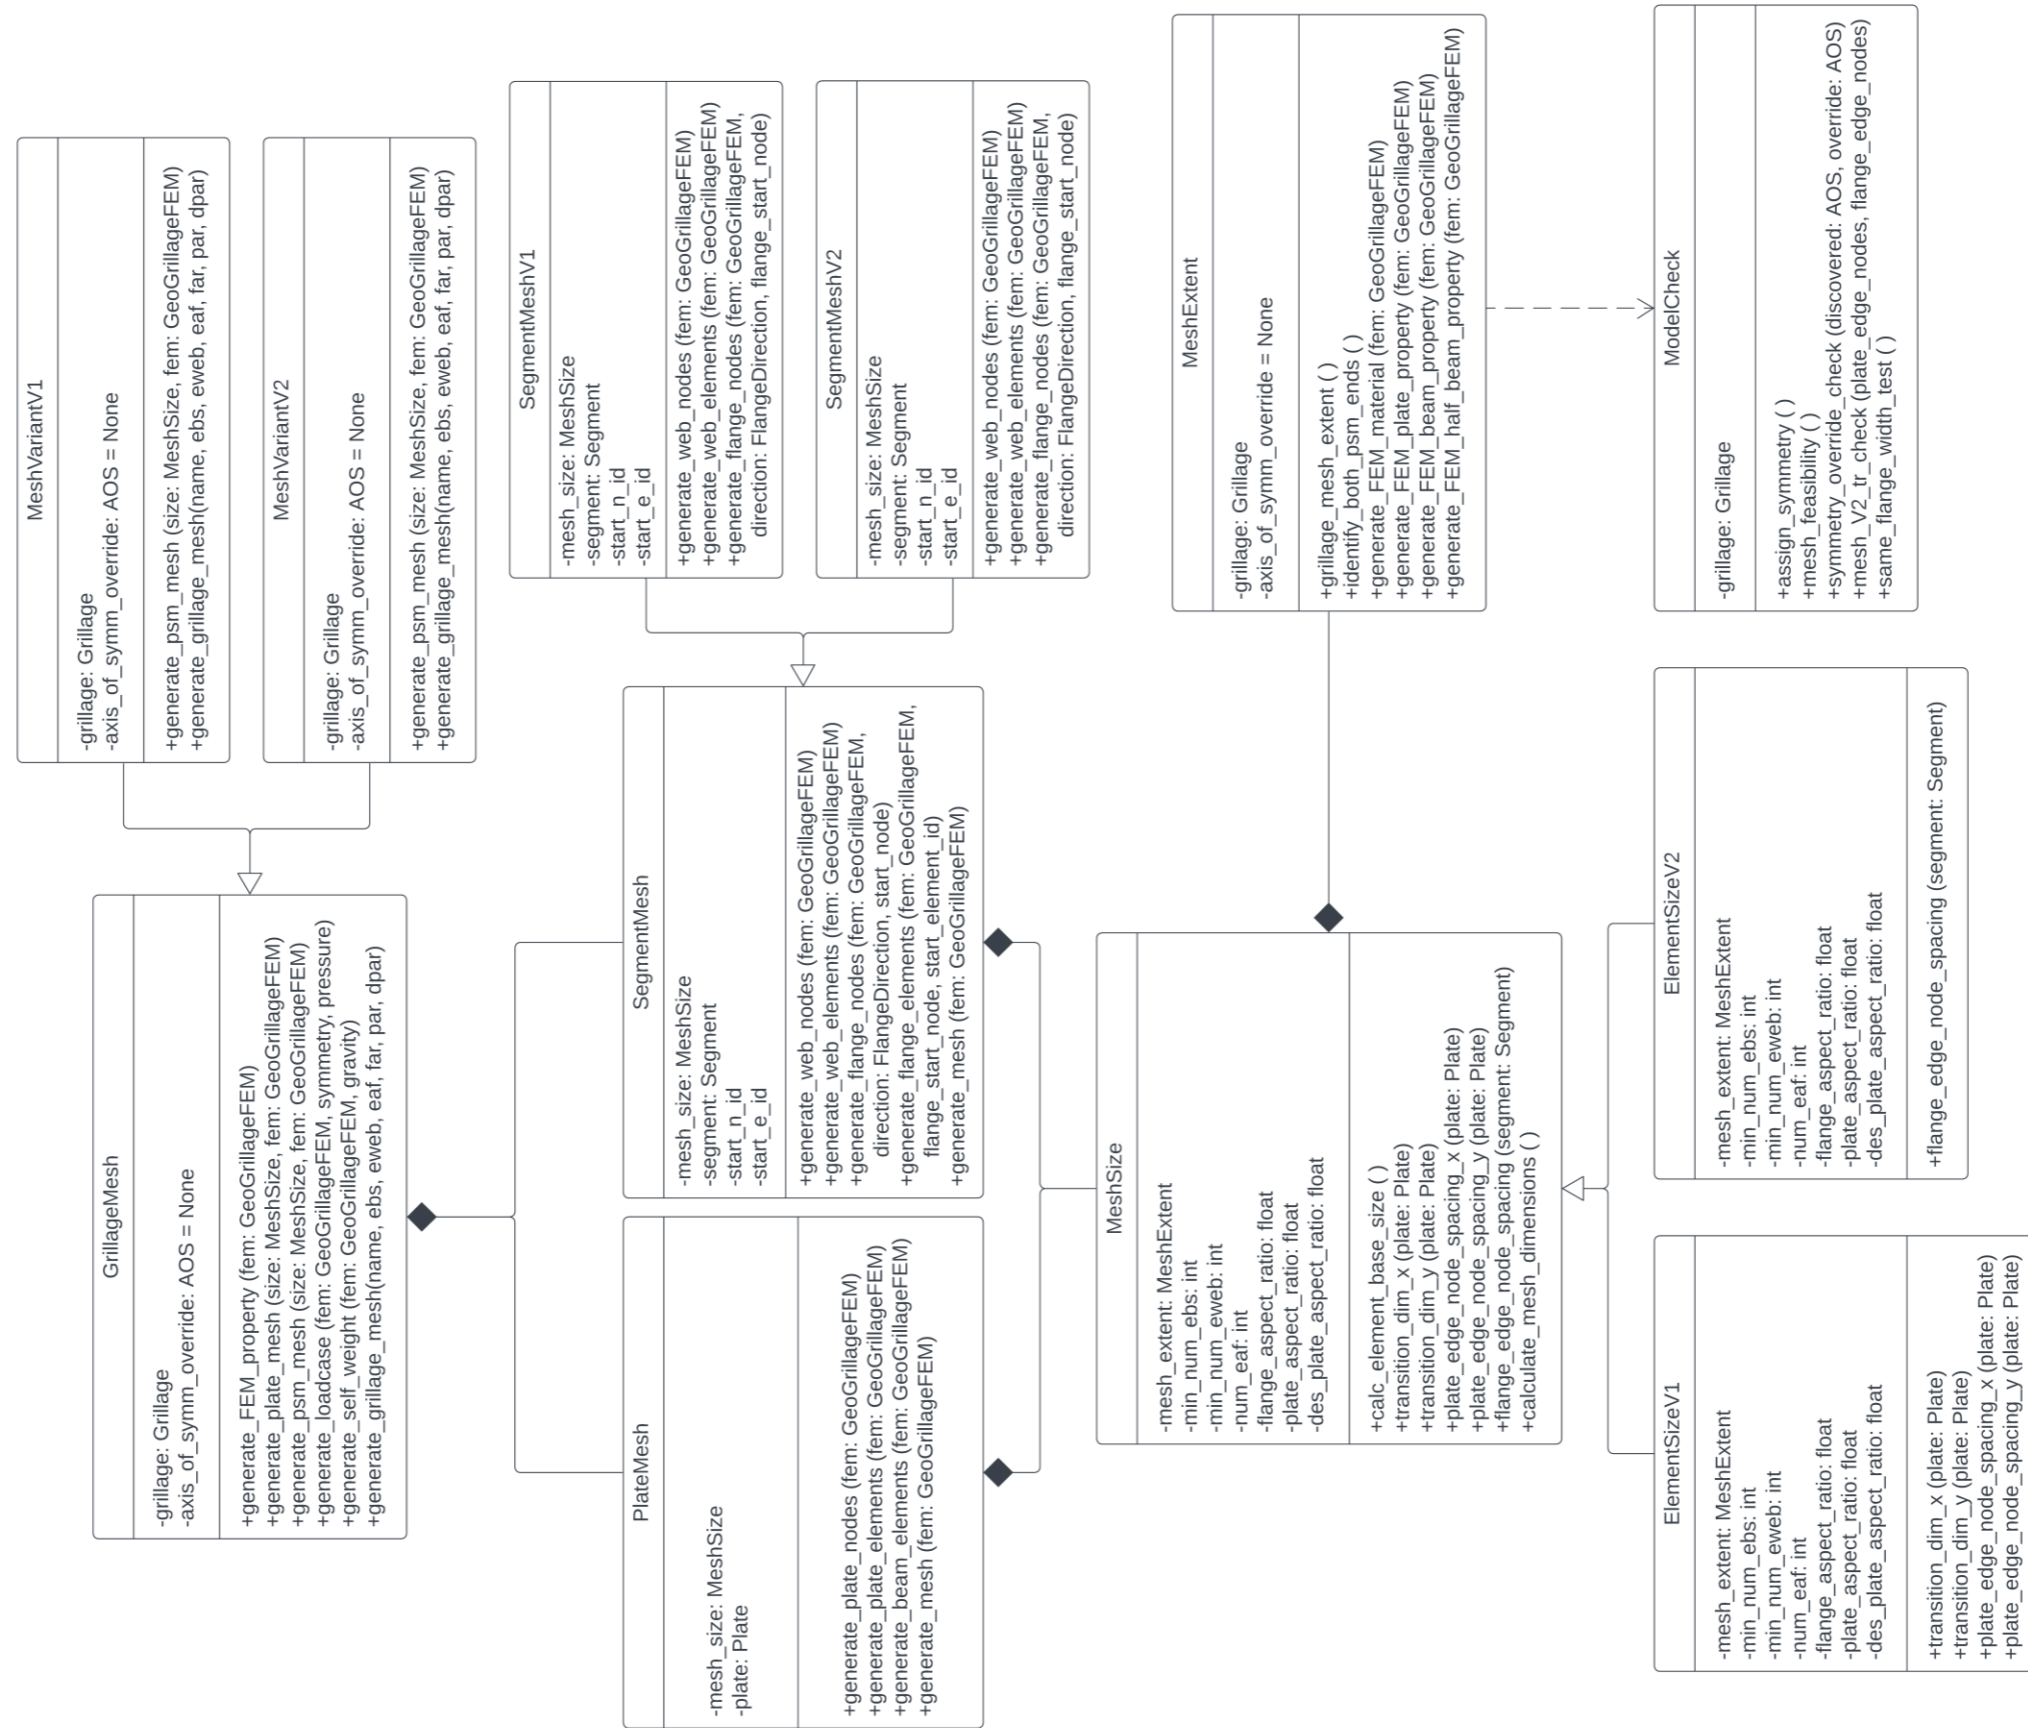 GrillageMesh
-grillage: Grillage
-axis_of_symm_override: AOS = None
+generate_FEM_property (fem: GeoGrillageFEM)
+generate_plate_mesh (size: MeshSize, fem: GeoGrillageFEM)
+generate_psm_mesh (size: MeshSize, fem: GeoGrillageFEM)
+generate_loadcase (fem: GeoGrillageFEM, symmetry, pressure)
+generate_self_weight (fem: GeoGrillageFEM, gravity)
+generate_grillage_mesh(name, ebs, eweb, eaf, far, par, dpar)
MeshVariantV1
-grillage: Grillage
-axis_of_symm_override: AOS = None
+generate_psm_mesh (size: MeshSize, fem: GeoGrillageFEM)
+generate_grillage_mesh(name, ebs, eweb, eaf, far, par, dpar)
MeshVariantV2
-grillage: Grillage
-axis_of_symm_override: AOS = None
+generate_psm_mesh (size: MeshSize, fem: GeoGrillageFEM)
+generate_grillage_mesh(name, ebs, eweb, eaf, far, par, dpar)
PlateMesh
-mesh_size: MeshSize
-plate: Plate
+generate_plate_nodes (fem: GeoGrillageFEM)
+generate_plate_elements (fem: GeoGrillageFEM)
+generate_beam_elements (fem: GeoGrillageFEM)
+generate_mesh (fem: GeoGrillageFEM)
SegmentMesh
-mesh_size: MeshSize
-segment: Segment
-start_n_id
-start_e_id
+generate_web_nodes (fem: GeoGrillageFEM)
+generate_web_elements (fem: GeoGrillageFEM)
+generate_flange_nodes (fem: GeoGrillageFEM,
direction: FlangeDirection, start_node)
+generate_flange_elements (fem: GeoGrillageFEM,
flange_start_node, start_element_id)
+generate_mesh (fem: GeoGrillageFEM)
SegmentMeshV1
-mesh_size: MeshSize
-segment: Segment
-start_n_id
-start_e_id
+generate_web_nodes (fem: GeoGrillageFEM)
+generate_web_elements (fem: GeoGrillageFEM)
+generate_flange_nodes (fem: GeoGrillageFEM,
direction: FlangeDirection, flange_start_node)
SegmentMeshV2
-mesh_size: MeshSize
-segment: Segment
-start_n_id
-start_e_id
+generate_web_nodes (fem: GeoGrillageFEM)
+generate_web_elements (fem: GeoGrillageFEM)
+generate_flange_nodes (fem: GeoGrillageFEM,
direction: FlangeDirection, flange_start_node)
MeshSize
-mesh_extent: MeshExtent
-min_num_ebs: int
-min_num_eweb: int
-num_eaf: int
-flange_aspect_ratio: float
-plate_aspect_ratio: float
-des_plate_aspect_ratio: float
+calc_element_base_size ( )
+transition_dim_x (plate: Plate)
+transition_dim_y (plate: Plate)
+plate_edge_node_spacing_x (plate: Plate)
+plate_edge_node_spacing_y (plate: Plate)
+flange_edge_node_spacing (segment: Segment)
+calculate_mesh_dimensions ( )
MeshExtent
-grillage: Grillage
-axis_of_symm_override = None
+grillage_mesh_extent ( )
+identify_both_psm_ends ( )
+generate_FEM_material (fem: GeoGrillageFEM)
+generate_FEM_plate_property (fem: GeoGrillageFEM)
+generate_FEM_beam_property (fem: GeoGrillageFEM)
+generate_FEM_half_beam_property (fem: GeoGrillageFEM)
ElementSizeV1
-mesh_extent: MeshExtent
-min_num_ebs: int
-min_num_eweb: int
-num_eaf: int
-flange_aspect_ratio: float
-plate_aspect_ratio: float
-des_plate_aspect_ratio: float
+transition_dim_x (plate: Plate)
+transition_dim_y (plate: Plate)
+plate_edge_node_spacing_x (plate: Plate)
+plate_edge_node_spacing_y (plate: Plate)
ElementSizeV2
-mesh_extent: MeshExtent
-min_num_ebs: int
-min_num_eweb: int
-num_eaf: int
-flange_aspect_ratio: float
-plate_aspect_ratio: float
-des_plate_aspect_ratio: float
+flange_edge_node_spacing (segment: Segment)
ModelCheck
-grillage: Grillage
+assign_symmetry ( )
+mesh_feasibility ( )
+symmetry_override_check (discovered: AOS, override: AOS)
+mesh_V2_tr_check (plate_edge_nodes, flange_edge_nodes)
+same_flange_width_test ( )